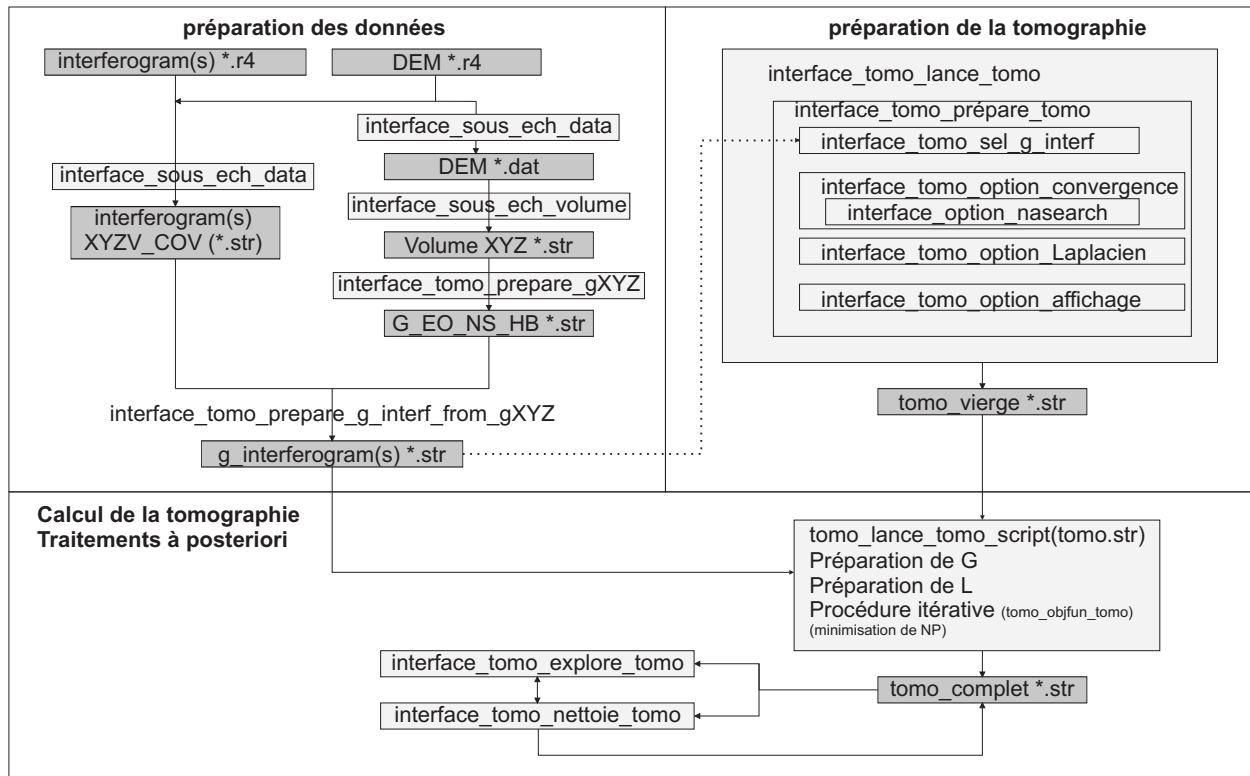 préparation des données
interferogram(s) *.r4
DEM *.r4
interface_sous_ech_data
DEM *.dat
interface_sous_ech_data
interface_sous_ech_volume
interferogram(s)
XYZV_COV (*.str)
Volume XYZ *.str
interface_tomo_prepare_gXYZ
G_EO_NS_HB *.str
interface_tomo_prepare_g_interf_from_gXYZ
g_interferogram(s) *.str
préparation de la tomographie
interface_tomo_lance_tomo
interface_tomo_prépare_tomo
interface_tomo_sel_g_interf
interface_tomo_option_convergence
interface_option_nasearch
interface_tomo_option_Laplacien
interface_tomo_option_affichage
tomo_vierge *.str
Calcul de la tomographie
Traitements à posteriori
tomo_lance_tomo_script(tomo.str)
Préparation de G
Préparation de L
Procédure itérative (tomo_objfun_tomo)
(minimisation de NP)
interface_tomo_explore_tomo
tomo_complet *.str
interface_tomo_nettoie_tomo